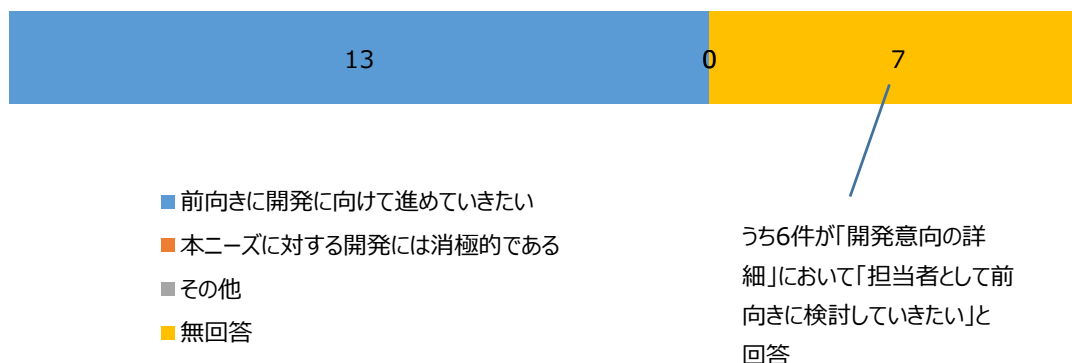 13
0
7
前向きに開発に向けて進めていきたい
本ニーズに対する開発には消極的である
その他
無回答
うち6件が「開発意向の詳
細」において「担当者として前
向きに検討していきたい」と
回答